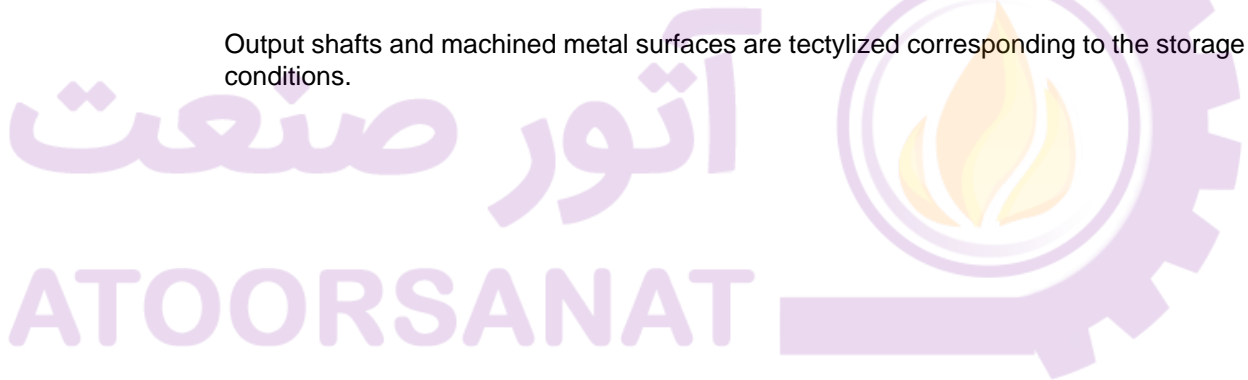 Output shafts and machined metal surfaces are tectylized corresponding to the storage
conditions.
آتور صنعت
ATOORSANAT